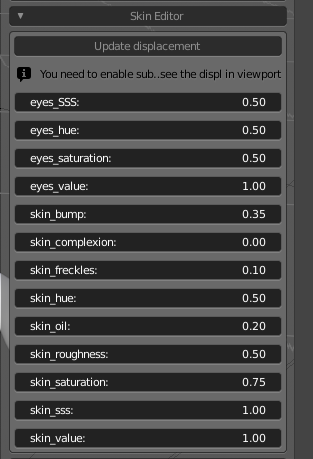 Skin Editor
Update displacement
You need to enable sub..see the displ in viewport
eyes_SSS: 0.50
eyes_hue: 0.50
eyes_saturation: 0.50
eyes_value: 1.00
skin_bump: 0.35
skin_complexion: 0.00
skin_freckles: 0.10
skin_hue: 0.50
skin_oil: 0.20
skin_roughness: 0.50
skin_saturation: 0.75
skin_sss: 1.00
skin_value: 1.00